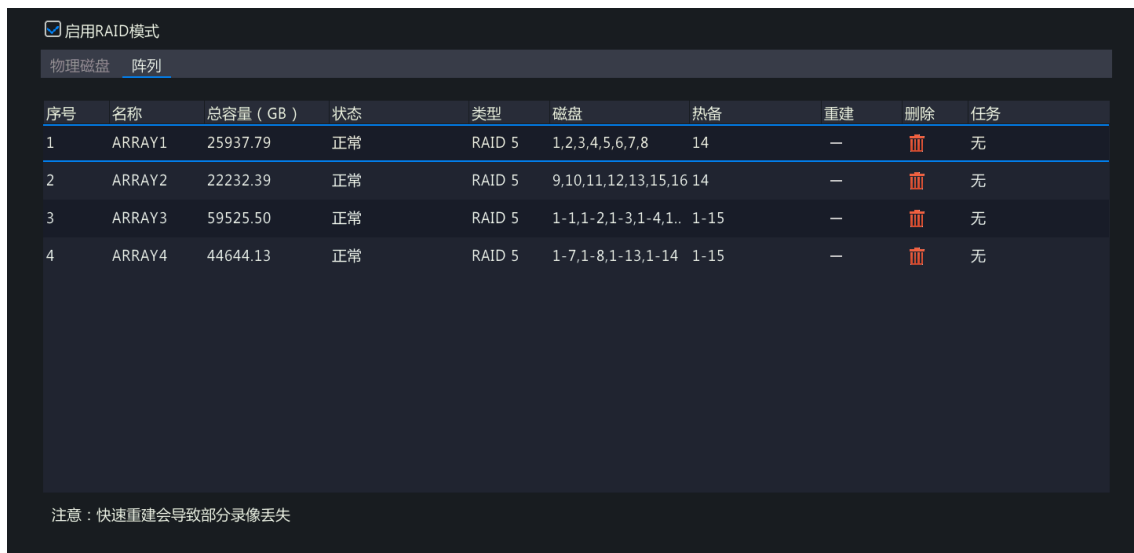 启用RAID模式
物理磁盘 阵列
序号 名称 总容量（GB） 状态 类型 磁盘 热备 重建 删除 任务
1 ARRAY1 25937.79 正常 RAID 5 1,2,3,4,5,6,7,8 14 — 无
2 ARRAY2 22232.39 正常 RAID 5 9,10,11,12,13,15,16 14 — 无
3 ARRAY3 59525.50 正常 RAID 5 1-1,1-2,1-3,1-4,1.. 1-15 — 无
4 ARRAY4 44644.13 正常 RAID 5 1-7,1-8,1-13,1-14 1-15 — 无
注意：快速重建会导致部分录像丢失